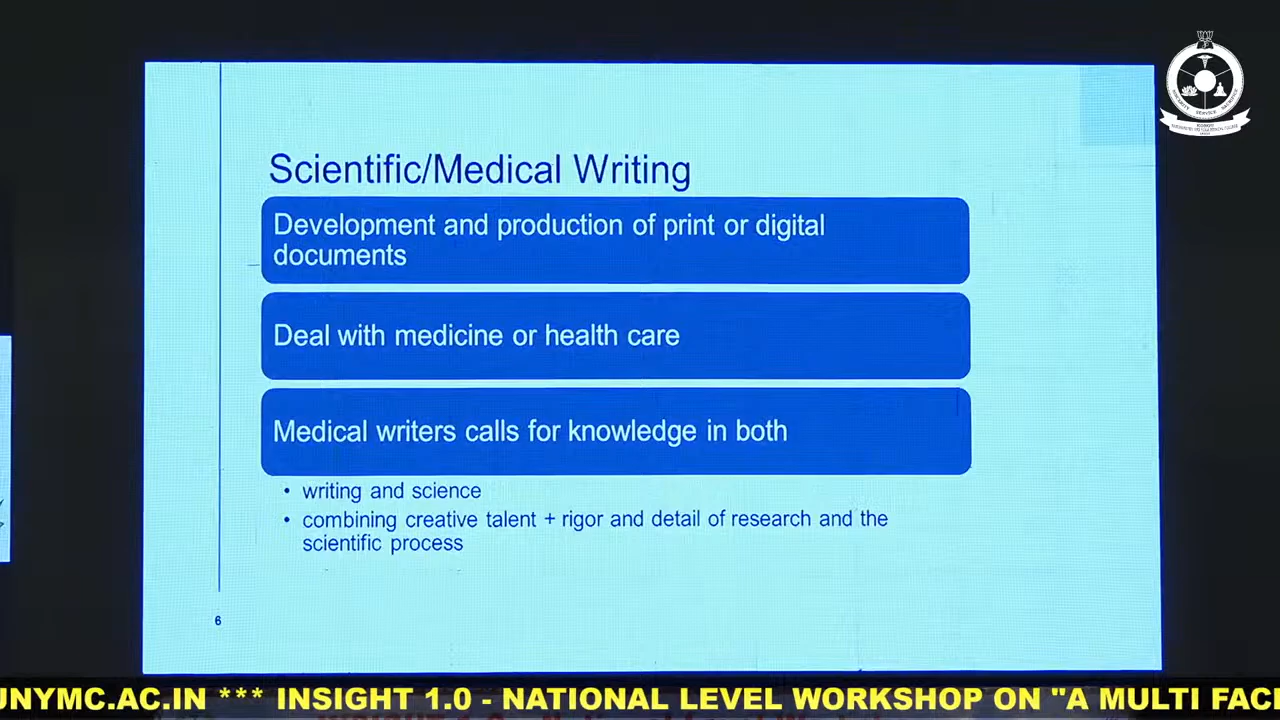 Scientific/Medical Writing
Development and production of print or digital
documents
Deal with medicine or health care
Medical writers calls for knowledge in both
• writing and science
• combining creative talent + rigor and detail of research and the
scientific process
6
UNYMC.AC.IN *** INSIGHT 1.0 - NATIONAL LEVEL WORKSHOP ON "A MULTI FACE